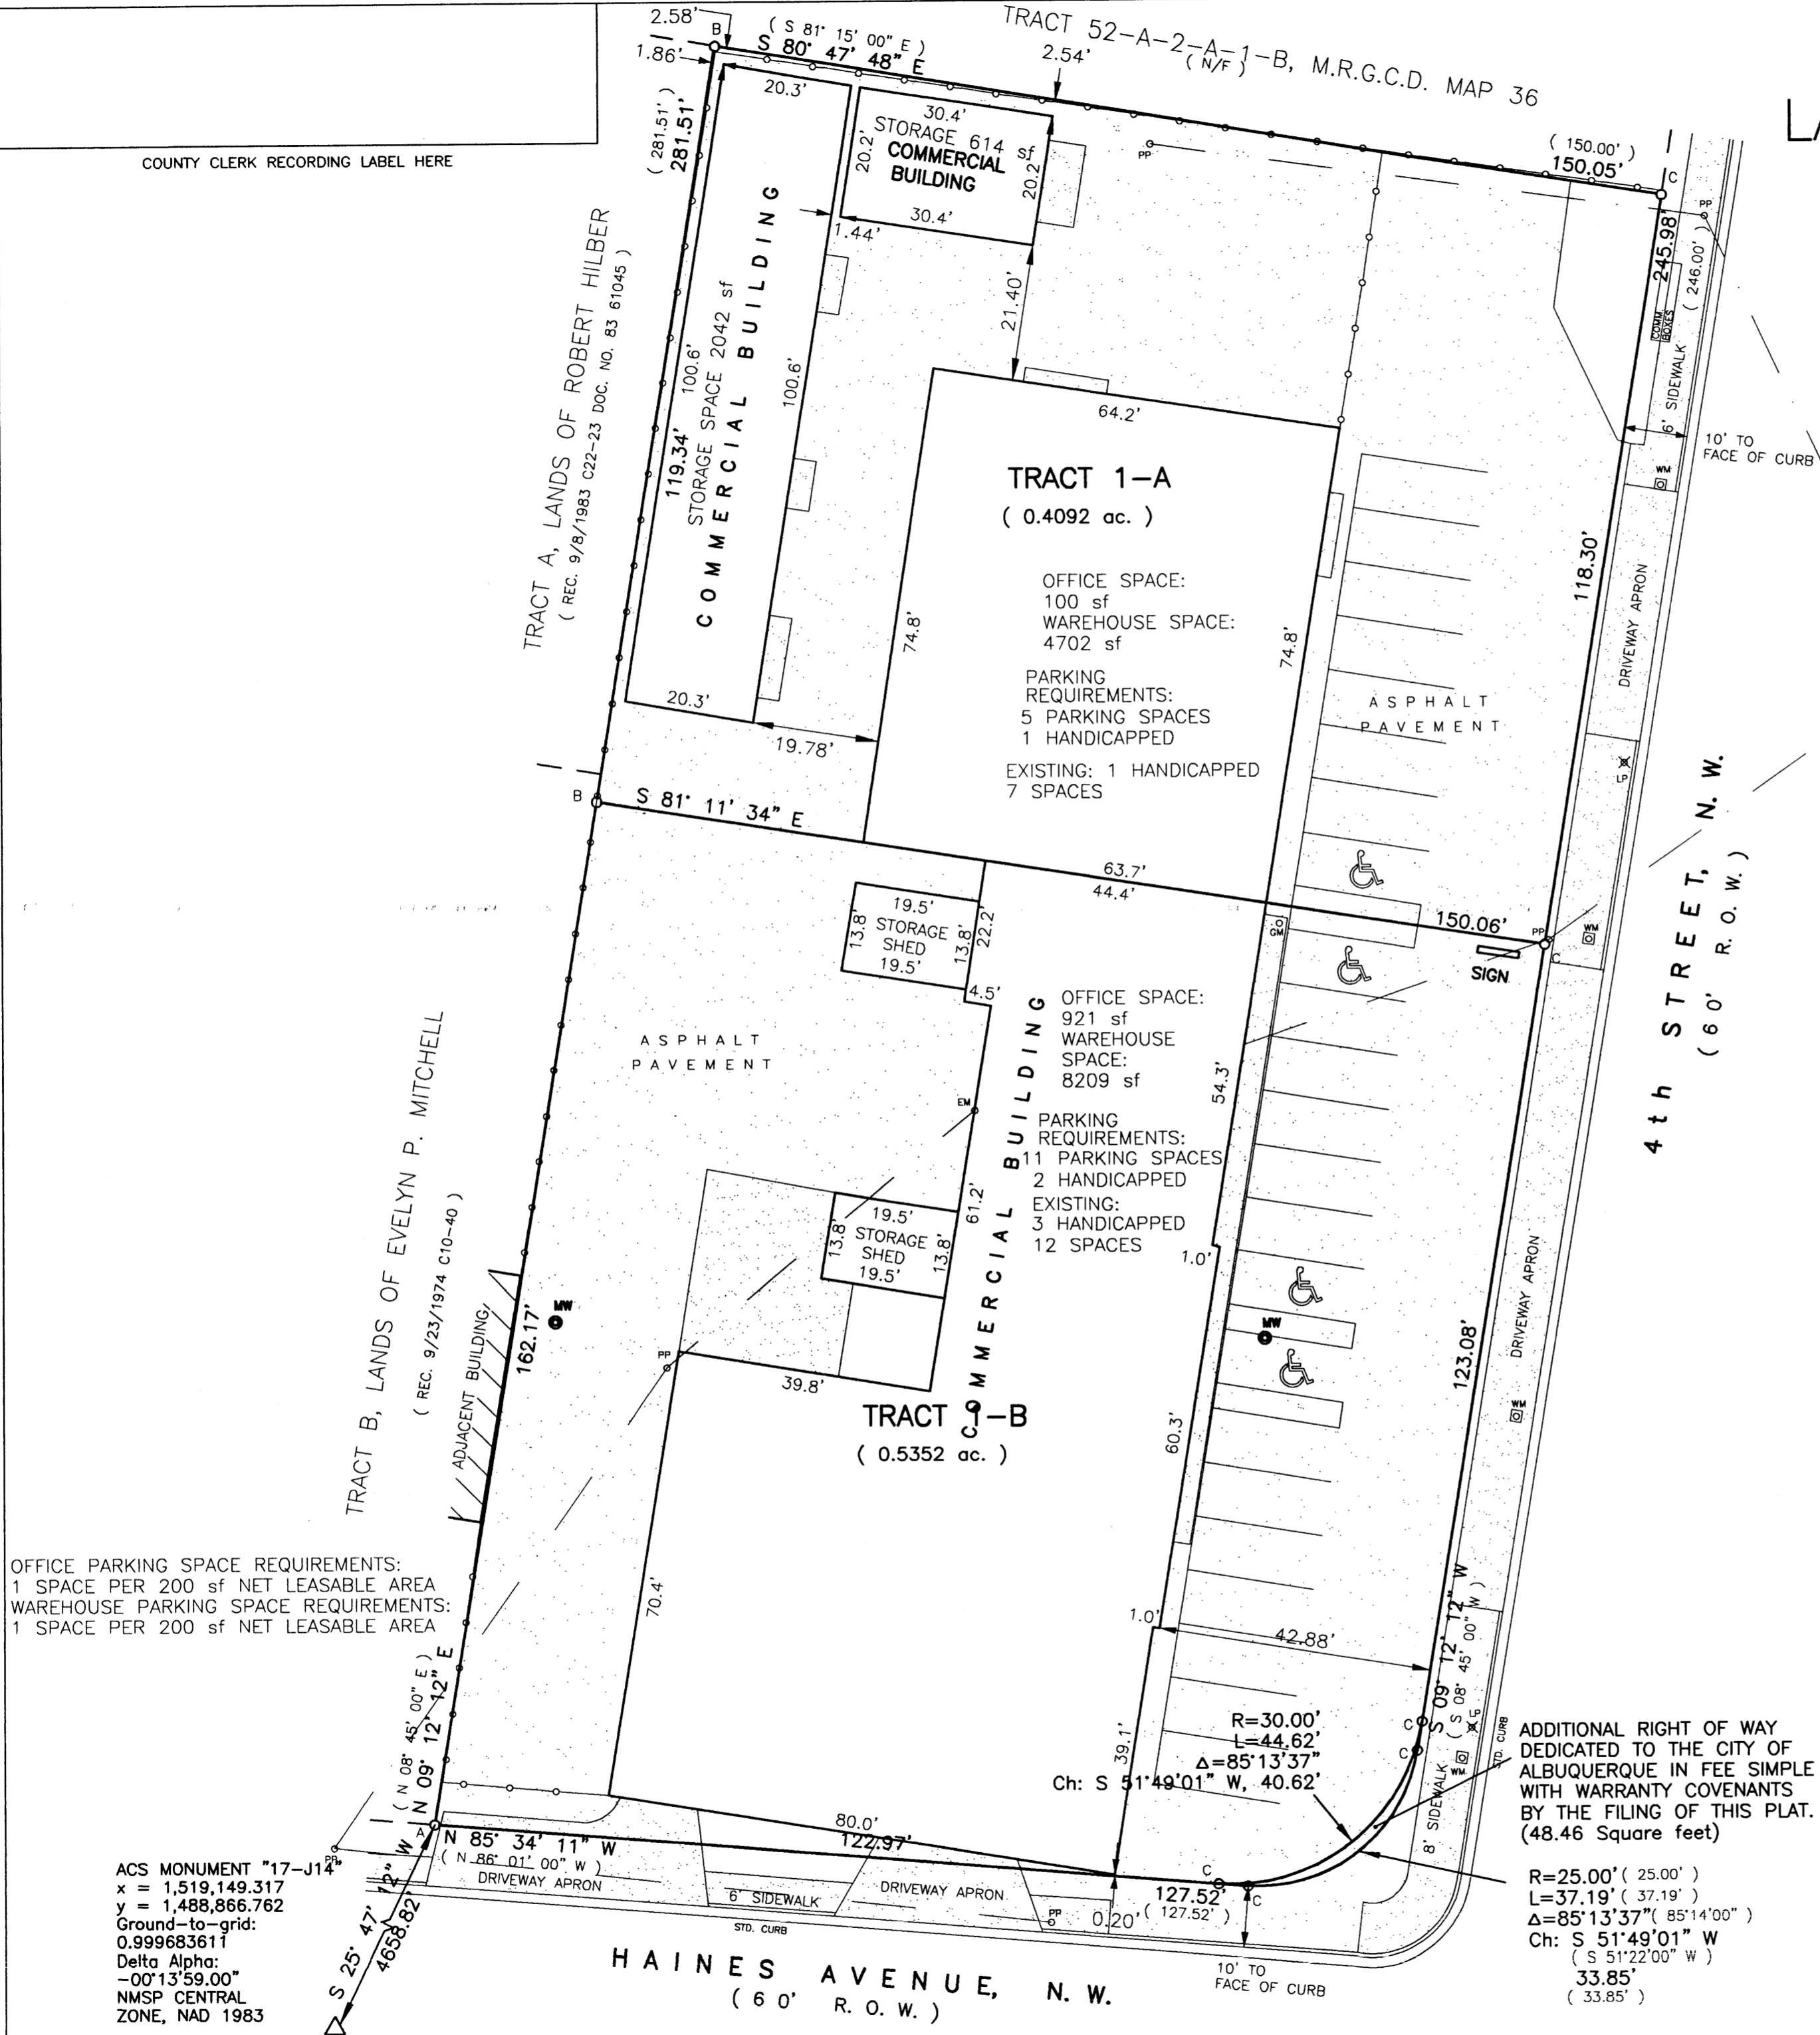 COUNTY CLERK RECORDING LABEL HERE
TRACT 52-A-2-A-1-B, M.R.G.C.D. MAP 36
( N/F )
2.58'
B
( S 81° 15' 00" E )
S 80° 47' 48" E
1.86'
2.54'
( 150.00' )
150.05'
C
PP
PP
( 281.51' )
281.51'
20.3'
30.4'
20.2'
STORAGE 614 sf
COMMERCIAL
BUILDING
20.2'
30.4'
1.44'
21.40'
245.98'
( 246.00' )
COMM.
BOXES
6' SIDEWALK
10' TO
FACE OF CURB
WM
TRACT A, LANDS OF ROBERT HILBER
( REC. 9/8/1983 C22-23 DOC. NO. 83 61045 )
119.34'
100.6'
STORAGE SPACE 2042 sf
COMMERCIAL BUILDING
100.6'
64.2'
TRACT 1-A
( 0.4092 ac. )
OFFICE SPACE:
100 sf
WAREHOUSE SPACE:
4702 sf
PARKING
REQUIREMENTS:
5 PARKING SPACES
1 HANDICAPPED
EXISTING: 1 HANDICAPPED
7 SPACES
74.8'
74.8'
118.30'
DRIVEWAY APRON
ASPHALT
PAVEMENT
20.3'
19.78'
LP
B
S 81° 11' 34" E
63.7'
44.4'
150.06'
PP
C
WM
SIGN
GM
4th STREET, N. W.
( 60' R. O. W. )
19.5'
13.8'
STORAGE
SHED
13.8'
19.5'
22.2'
4.5'
ASPHALT
PAVEMENT
OFFICE SPACE:
921 sf
WAREHOUSE
SPACE:
8209 sf
PARKING
REQUIREMENTS:
11 PARKING SPACES
2 HANDICAPPED
EXISTING:
3 HANDICAPPED
12 SPACES
COMMERCIAL BUILDING
EM
54.3'
61.2'
19.5'
13.8'
STORAGE
SHED
13.8'
19.5'
1.0'
TRACT B, LANDS OF EVELYN P. MITCHELL
( REC. 9/23/1974 C10-40 )
ADJACENT BUILDING
162.17'
MW
MW
PP
39.8'
TRACT 1-B
( 0.5352 ac. )
60.3'
123.08'
DRIVEWAY APRON
WM
OFFICE PARKING SPACE REQUIREMENTS:
1 SPACE PER 200 sf NET LEASABLE AREA
WAREHOUSE PARKING SPACE REQUIREMENTS:
1 SPACE PER 200 sf NET LEASABLE AREA
70.4'
1.0'
42.88'
39.1'
S 09° 12' 12" W
( S 08° 45' 00" W )
N 09° 12' 12" E
( N 08° 45' 00" E )
R=30.00'
L=44.62'
Δ=85°13'37"
Ch: S 51°49'01" W, 40.62'
C
C
LP
WM
8' SIDEWALK
STD. CURB
ADDITIONAL RIGHT OF WAY
DEDICATED TO THE CITY OF
ALBUQUERQUE IN FEE SIMPLE
WITH WARRANTY COVENANTS
BY THE FILING OF THIS PLAT.
(48.46 Square feet)
R=25.00' ( 25.00' )
L=37.19' ( 37.19' )
Δ=85°13'37" ( 85°14'00" )
Ch: S 51°49'01" W
( S 51°22'00" W )
33.85'
( 33.85' )
A
N 85° 34' 11" W
( N 86° 01' 00" W )
80.0'
122.97'
C
C
127.52'
( 127.52' )
0.20'
PP
PP
DRIVEWAY APRON
6' SIDEWALK
DRIVEWAY APRON
STD. CURB
10' TO
FACE OF CURB
ACS MONUMENT "17-J14"
x = 1,519,149.317
y = 1,488,866.762
Ground-to-grid:
0.999683611
Delta Alpha:
-00°13'59.00"
NMSP CENTRAL
ZONE, NAD 1983
S 25° 47' 12" W
4658.82'
HAINES AVENUE, N. W.
( 60' R. O. W. )